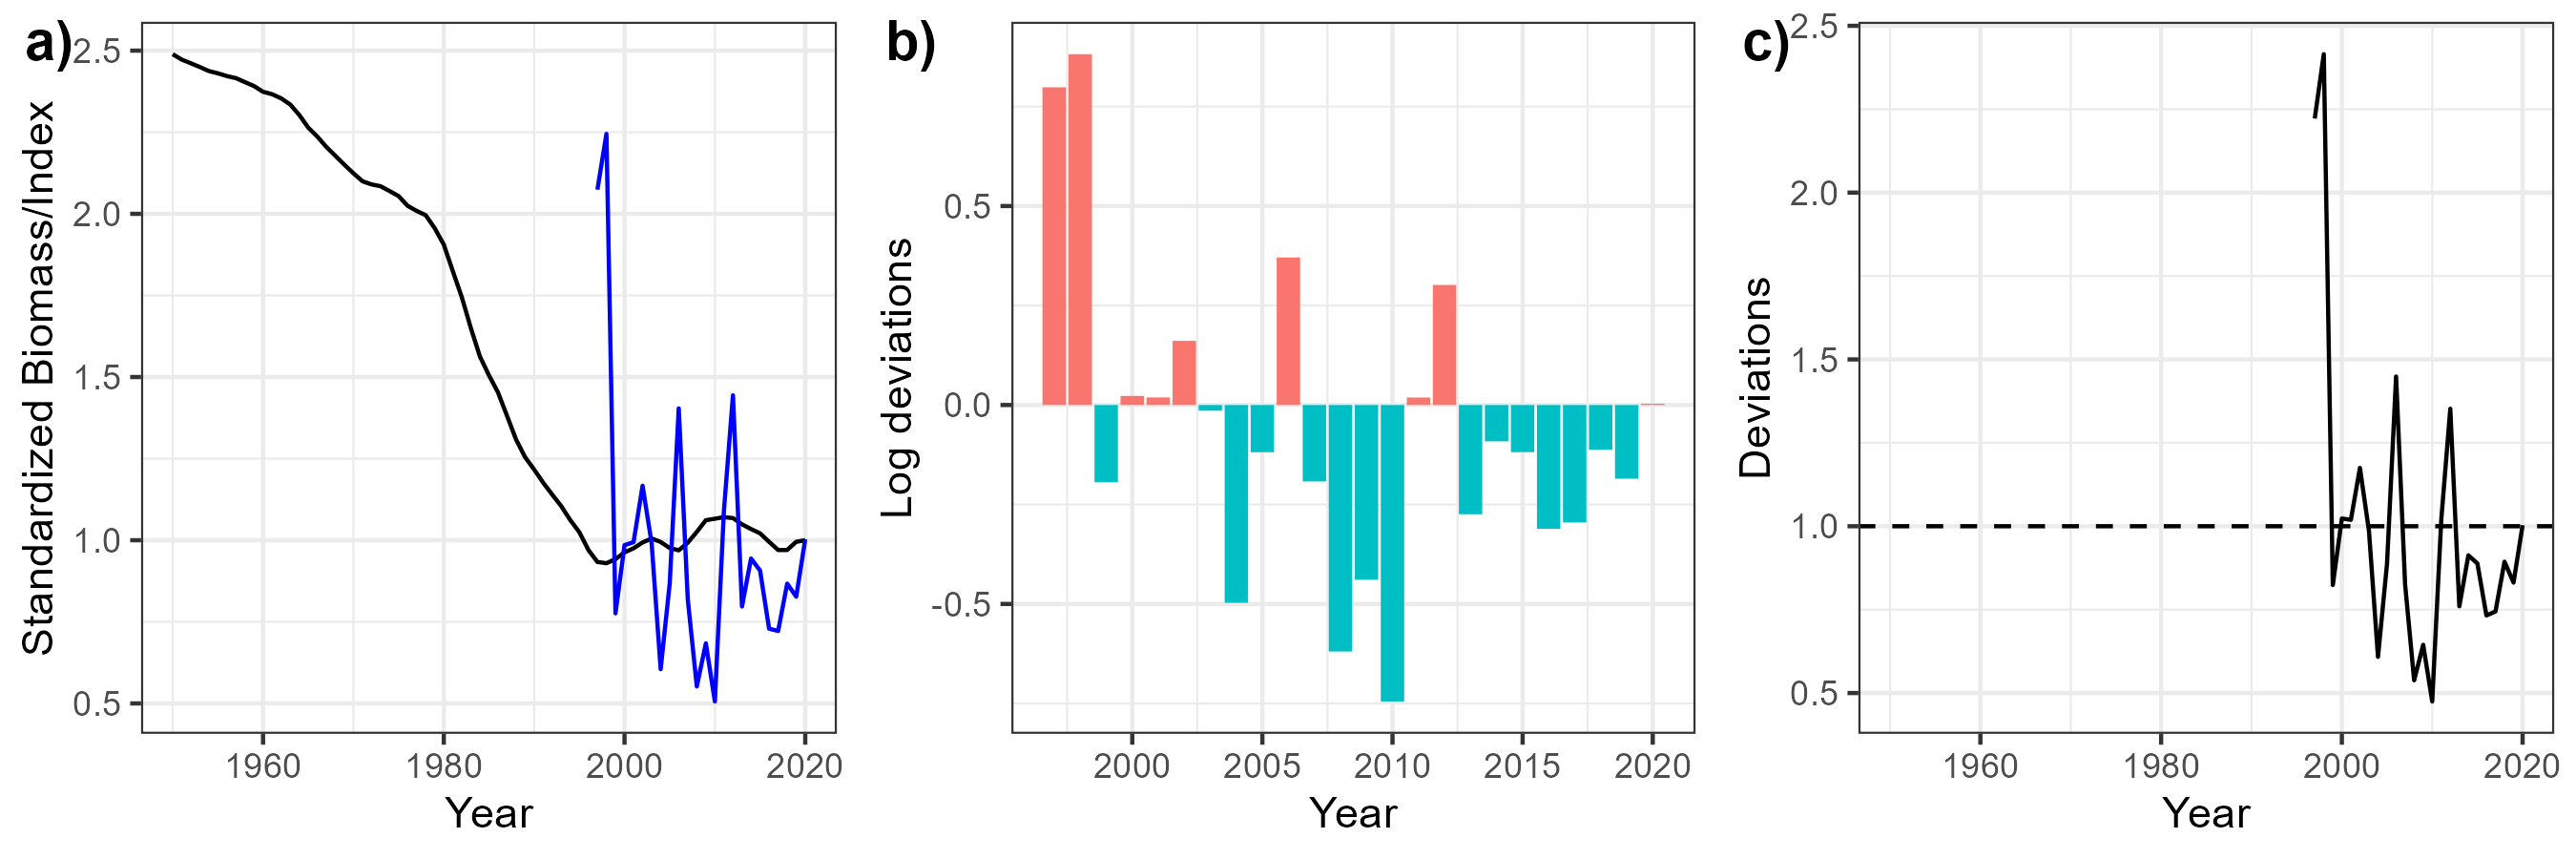 a)
Standardized Biomass/Index
2.5
2.0
1.5
1.0
0.5
1960 1980 2000 2020
Year
b)
Log deviations
0.5
0.0
-0.5
2000 2005 2010 2015 2020
Year
c)
Deviations
2.5
2.0
1.5
1.0
0.5
1960 1980 2000 2020
Year